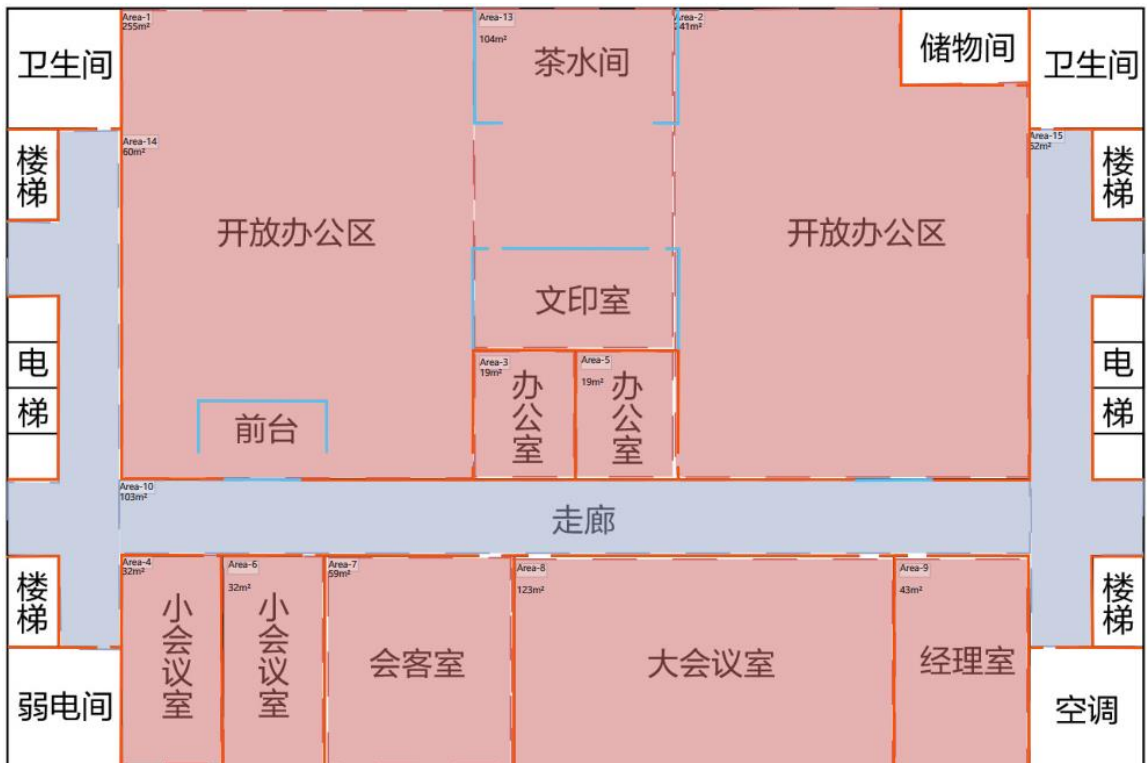 Area-1
255m²
Area-13
104m²
Area-2
241m²
卫生间
茶水间
储物间
卫生间
Area-14
60m²
Area-15
52m²
楼梯
楼梯
开放办公区
开放办公区
文印室
电梯
电梯
Area-3
19m²
Area-5
19m²
办公室
办公室
前台
Area-10
103m²
走廊
Area-4
32m²
Area-6
32m²
Area-7
59m²
Area-8
123m²
Area-9
43m²
楼梯
楼梯
小会议室
小会议室
会客室
大会议室
经理室
弱电间
空调